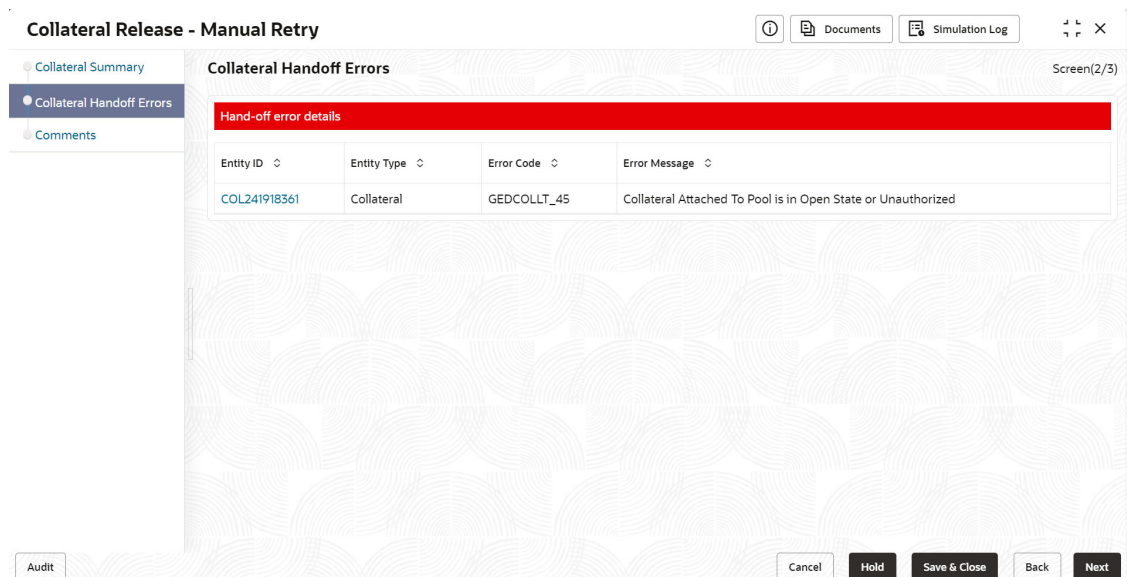 Collateral Release - Manual Retry
Documents
Simulation Log
Collateral Summary
Collateral Handoff Errors
Comments
Collateral Handoff Errors
Screen(2/3)
Hand-off error details
Entity ID Entity Type Error Code Error Message
COL241918361 Collateral GEDCOLLT_45 Collateral Attached To Pool is in Open State or Unauthorized
Audit
Cancel
Hold
Save & Close
Back
Next